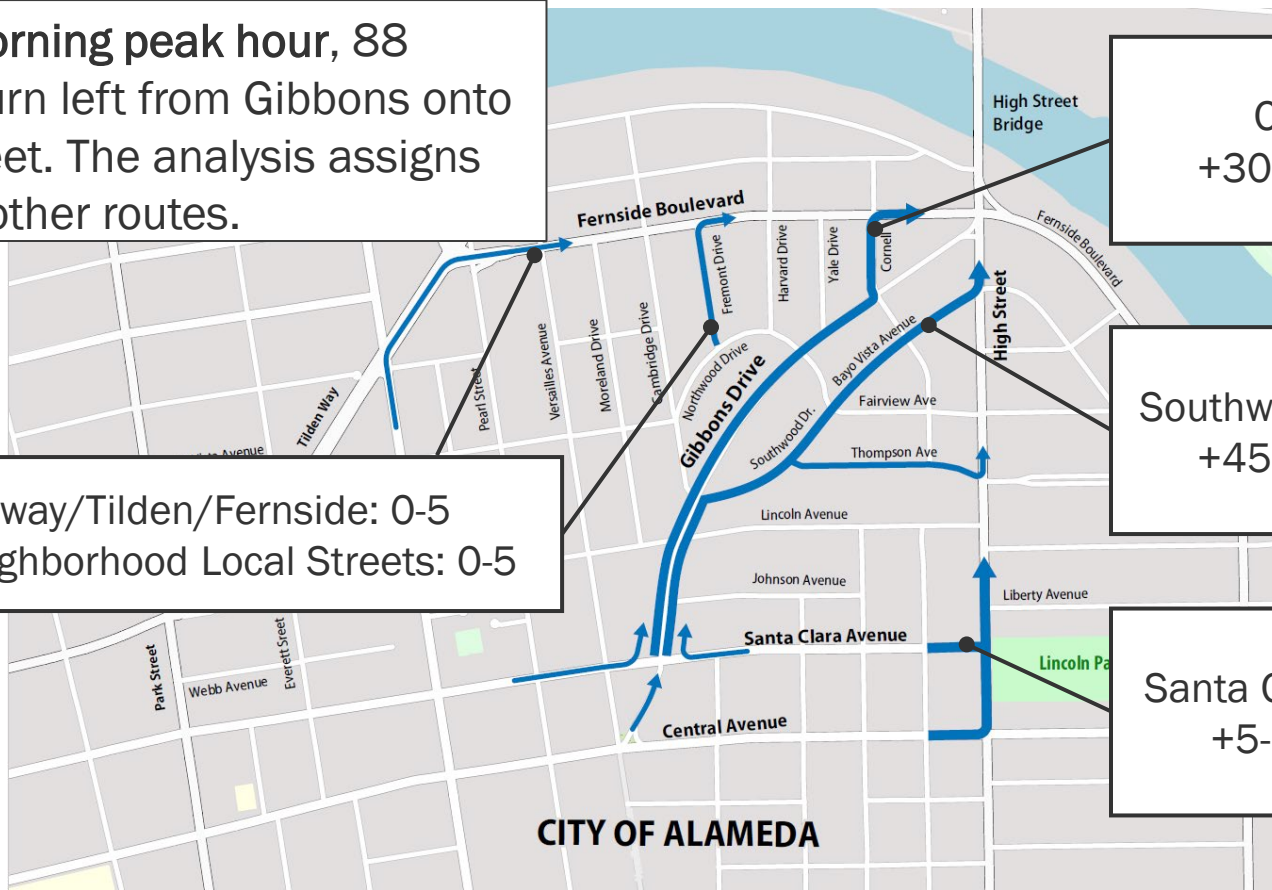 orning peak hour, 88
urn left from Gibbons onto
eet. The analysis assigns
other routes.
High Street
Bridge
+30
Fernside Boulevard
Fernside Boulevard
Fremont Drive
Harvard Drive
Yale Drive
Cornell
High Street
Tilden Way
Pearl Street
Versailles Avenue
Moreland Drive
Cambridge Drive
Northwood Drive
Gibbons Drive
Bayo Vista Avenue
Southwood Dr.
Fairview Ave
Thompson Ave
Southw
+45
Vista Avenue
way/Tilden/Fernside: 0-5
ghborhood Local Streets: 0-5
Lincoln Avenue
Johnson Avenue
Liberty Avenue
Santa Clara Avenue
Lincoln Pa
Park Street
Webb Avenue
Everett Sreet
Central Avenue
Santa C
+5-
CITY OF ALAMEDA